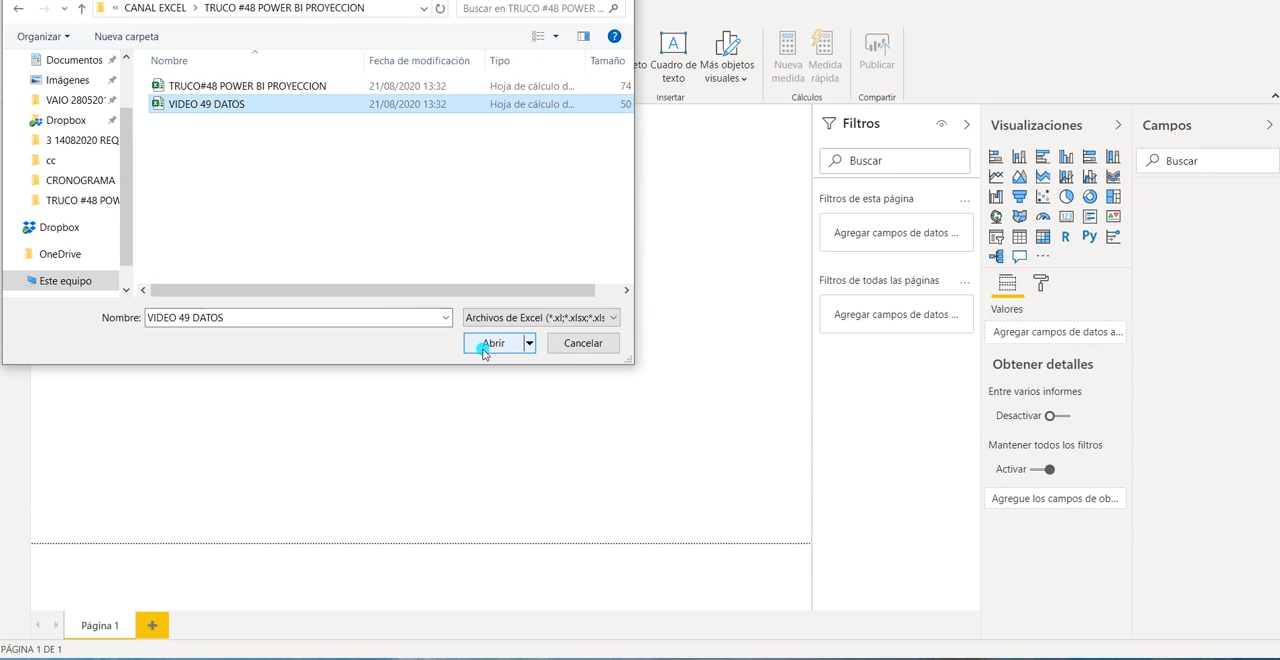 « CANAL EXCEL > TRUCO #48 POWER BI PROYECCION
Buscar en TRUCO #48 POWER ...
Organizar
Nueva carpeta
Documentos
Imágenes
VAIO 280520
Dropbox
3 14082020 REQ
cc
CRONOGRAMA
TRUCO #48 POW
Dropbox
OneDrive
Este equipo
Nombre
Fecha de modificación
Tipo
Tamaño
TRUCO#48 POWER BI PROYECCION
21/08/2020 13:32
Hoja de cálculo d...
74
VIDEO 49 DATOS
21/08/2020 13:32
Hoja de cálculo d...
50
Nombre:
VIDEO 49 DATOS
Archivos de Excel (*.xl;*.xlsx;*.xls
Abrir
Cancelar
Cuadro de
texto
Más objetos
visuales
Insertar
Nueva
medida
Medida
rápida
Cálculos
Publicar
Compartir
Filtros
Buscar
Filtros de esta página
...
Agregar campos de datos ...
Filtros de todas las páginas
...
Agregar campos de datos ...
Visualizaciones
R
Py
...
Valores
Agregar campos de datos a...
Obtener detalles
Entre varios informes
Desactivar
Mantener todos los filtros
Activar
Agregue los campos de ob...
Campos
Buscar
Página 1
PÁGINA 1 DE 1